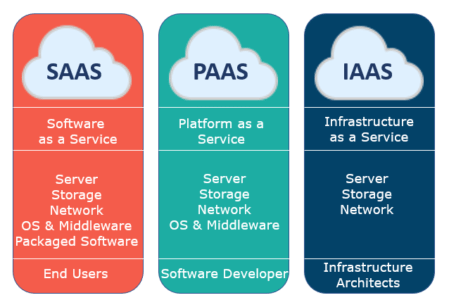 SAAS
Software
as a Service
Server
Storage
Network
OS & Middleware
Packaged Software
End Users
PAAS
Platform as a
Service
Server
Storage
Network
OS & Middleware
Software Developer
IAAS
Infrastructure
as a Service
Server
Storage
Network
Infrastructure
Architects